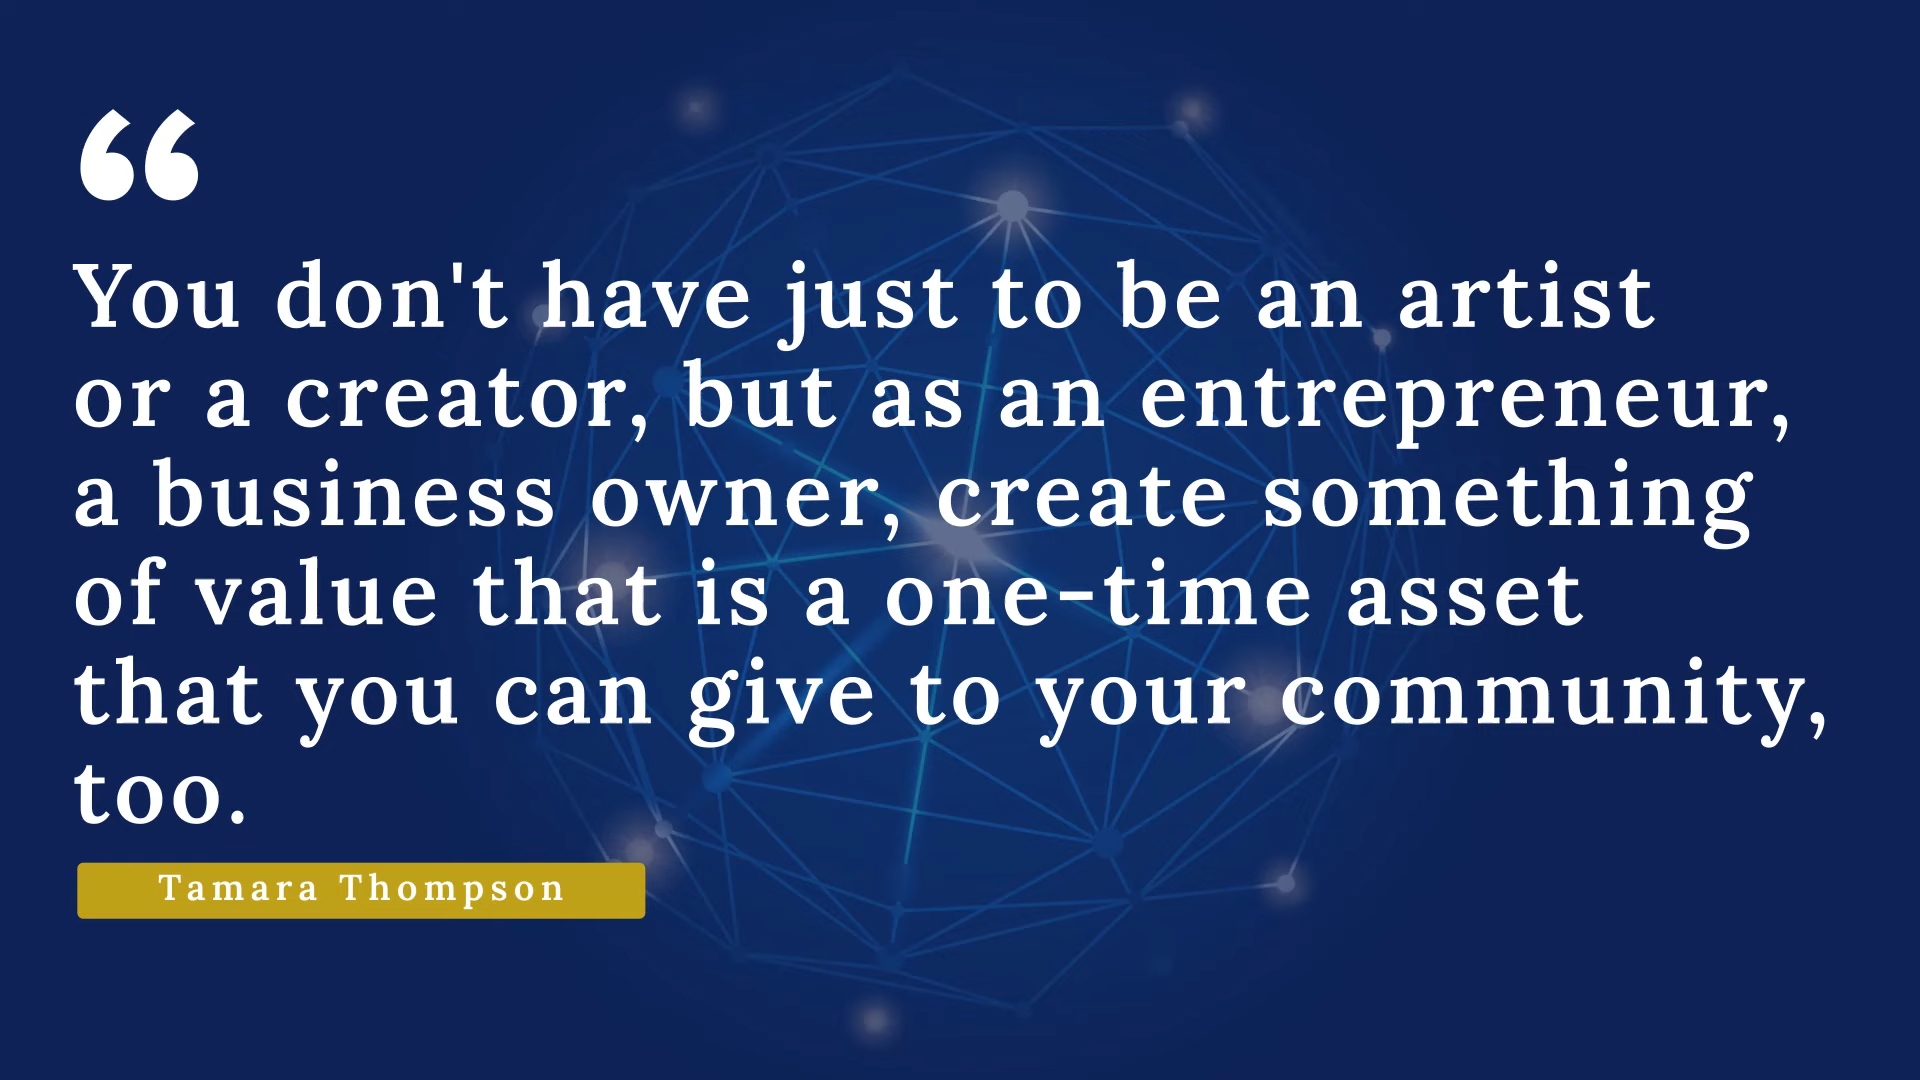 “
You don't have just to be an artist
or a creator, but as an entrepreneur,
a business owner, create something
of value that is a one-time asset
that you can give to your community,
too.
Tamara Thompson